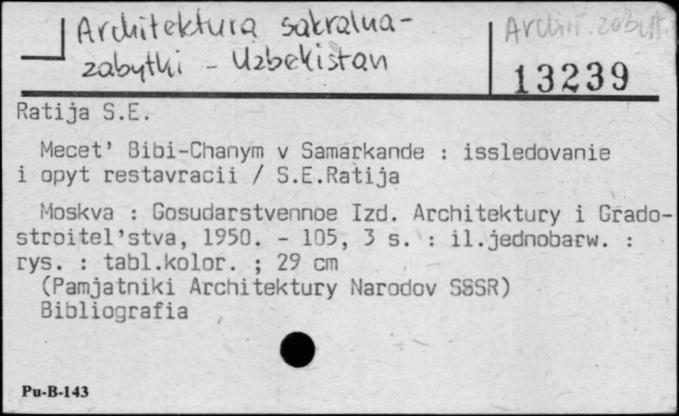 Architektura sakralna-
zabytki - Uzbekistan
Archit. zabytk.
13239
Ratija S.E.
Mecet' Bibi-Chanym v Samarkande : issledovanie
i opyt restavracii / S.E.Ratija
Moskva : Gosudarstvennoe Izd. Architektury i Grado-
stroitel'stva, 1950. - 105, 3 s. : il.jednobarw. :
rys. : tabl.kolor. ; 29 cm
(Pamjatniki Architektury Narodov SSSR)
Bibliografia
Pu-B-143